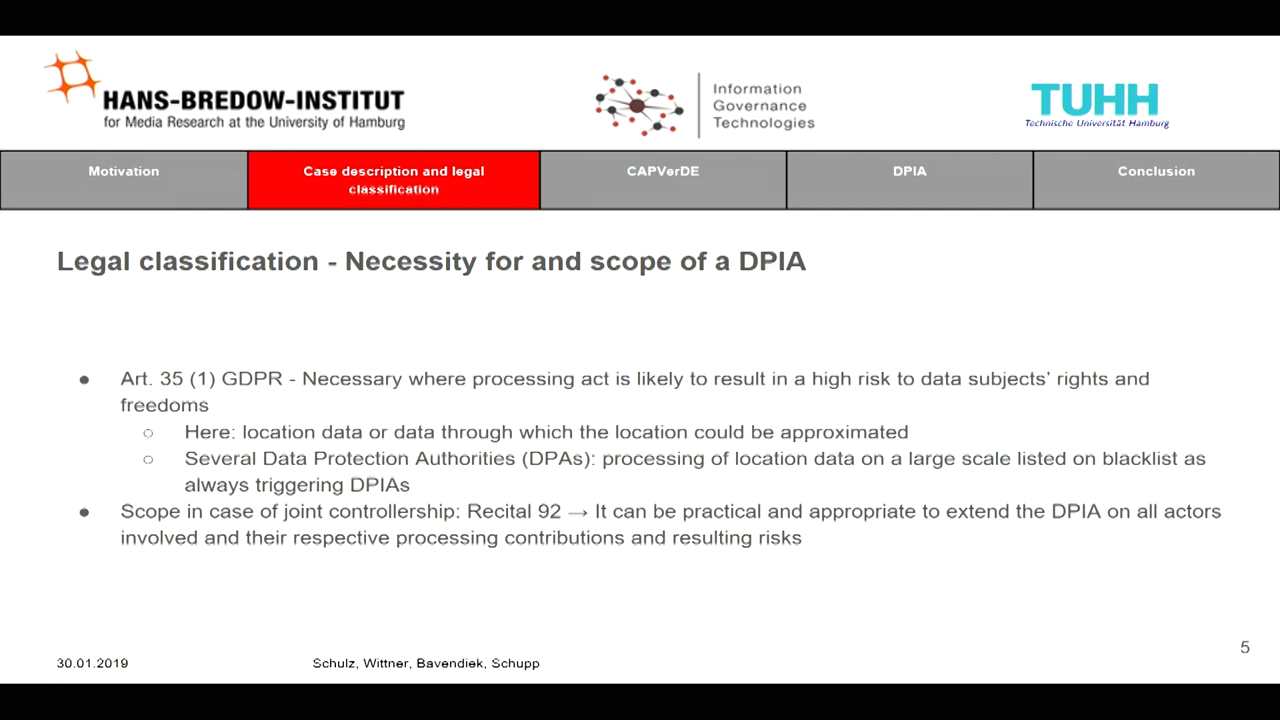 HANS-BREDOW-INSTITUT
for Media Research at the University of Hamburg
Information
Governance
Technologies
TUHH
Technische Universität Hamburg
Motivation
Case description and legal
classification
CAPVerDE
DPIA
Conclusion
Legal classification - Necessity for and scope of a DPIA
● Art. 35 (1) GDPR - Necessary where processing act is likely to result in a high risk to data subjects' rights and
freedoms
○ Here: location data or data through which the location could be approximated
○ Several Data Protection Authorities (DPAs): processing of location data on a large scale listed on blacklist as
always triggering DPIAs
● Scope in case of joint controllership: Recital 92 → It can be practical and appropriate to extend the DPIA on all actors
involved and their respective processing contributions and resulting risks
5
30.01.2019
Schulz, Wittner, Bavendiek, Schupp